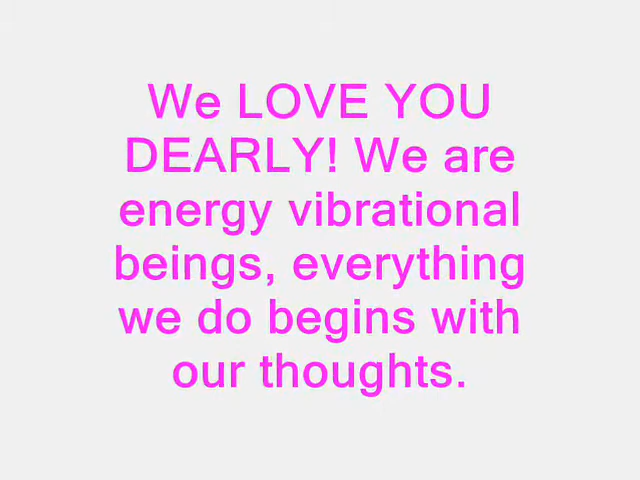 We LOVE YOU
DEARLY! We are
energy vibrational
beings, everything
we do begins with
our thoughts.